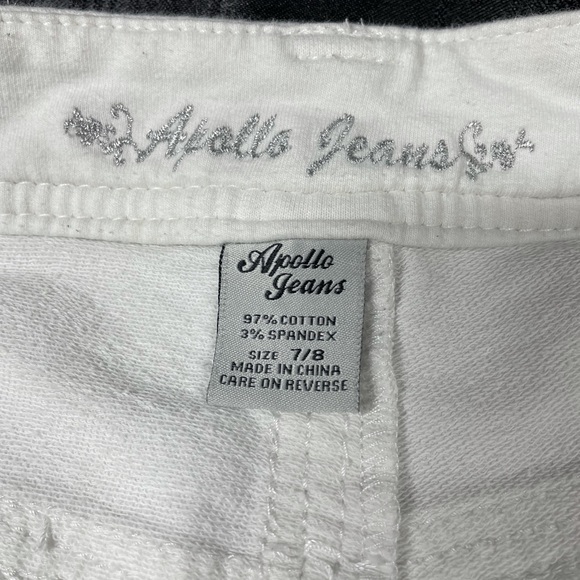 Apollo Jeans
Apollo
Jeans
97% COTTON
3% SPANDEX
SIZE 7/8
MADE IN CHINA
CARE ON REVERSE